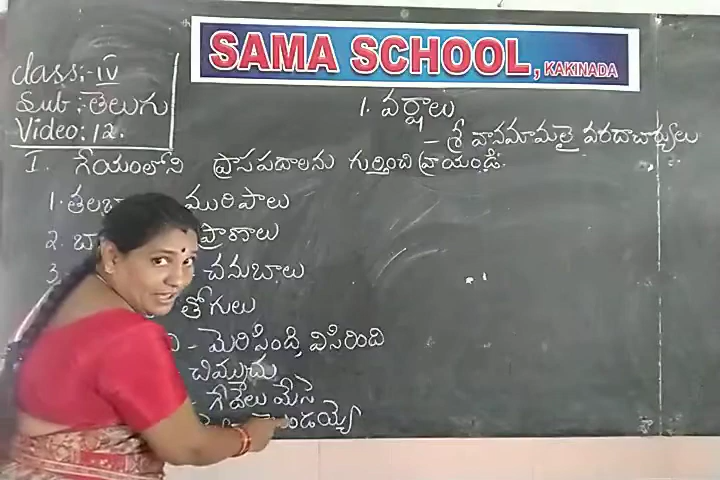 SAMA SCHOOL, KAKINADA
Class:- IV
Sub:- తెలుగు
Video: 12.
1. వర్షాలు
- శ్రీ వానమామలై వరదాచార్యులు
I. గేయంలోని ప్రాసపదాలను గుర్తించి వ్రాయండి.
1. మురిపాలు
2. ప్రాణాలు
3. చనుబాలు
తోగులు
- మెరిసింది, విసిరింది
చిమ్ముచు